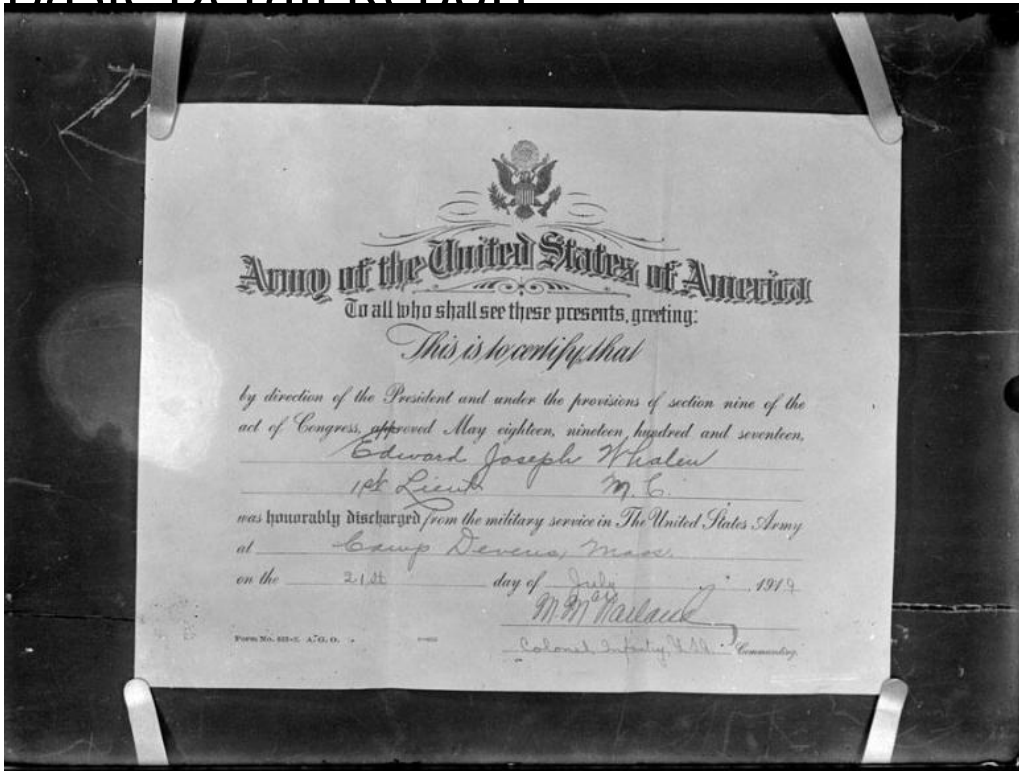 Army of the United States of America
To all who shall see these presents, greeting:
This is to certify, that
by direction of the President and under the provisions of section nine of the
act of Congress, approved May eighteen, nineteen hundred and seventeen,
Edward Joseph Whalen
1st Lieut M.C.
was honorably discharged from the military service in The United States Army
at Camp Devens, Mass.
on the 21st day of July, 1919
M. M.
Colonel, Infantry, U.S.A. Commanding.
Form No. A.G.O.